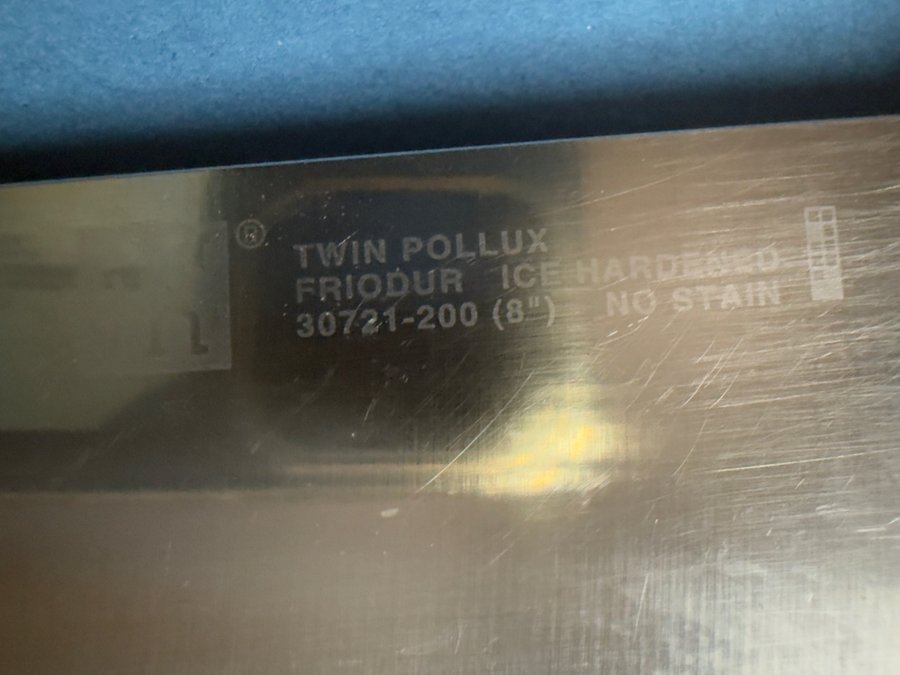 ®
TWIN POLLUX
FRIODUR ICE HARDENED
30721-200 (8") NO STAIN